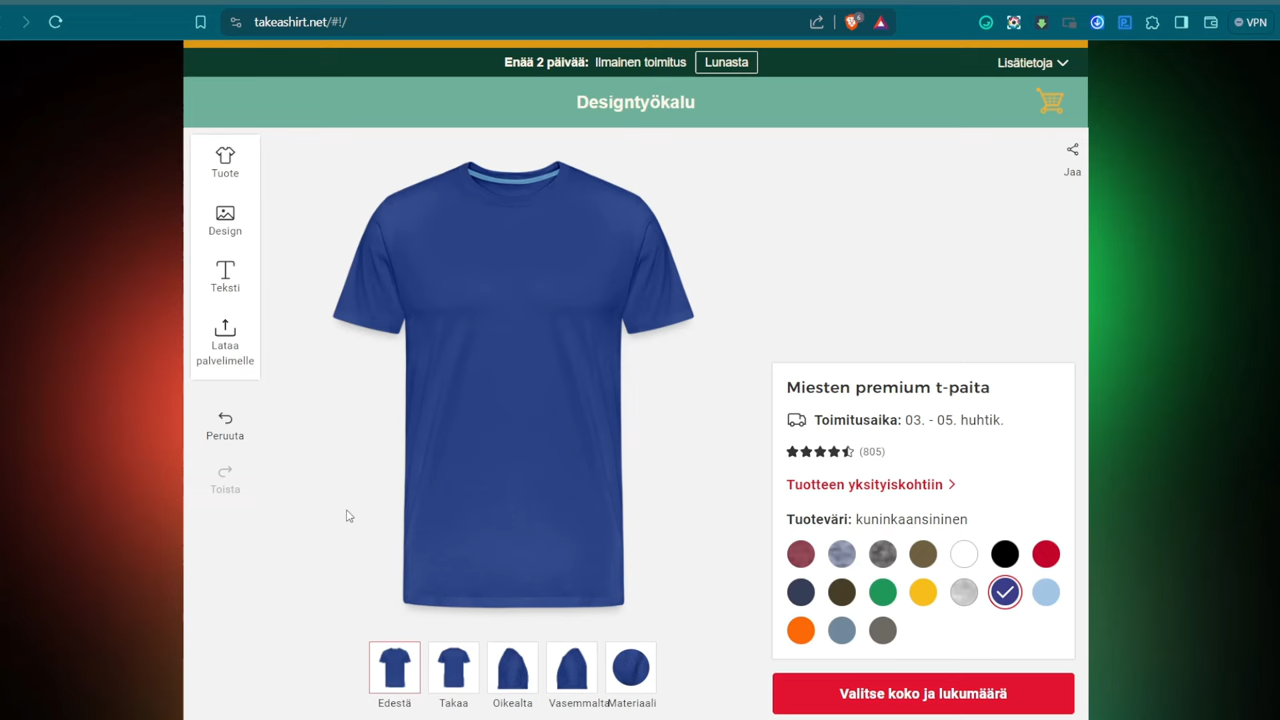 takeashirt.net/#!/
6
VPN
Enää 2 päivää: Ilmainen toimitus
Lunasta
Lisätietoja
Designtyökalu
Tuote
Design
Teksti
Lataa
palvelimelle
Peruuta
Toista
Jaa
Miesten premium t-paita
Toimitusaika: 03. - 05. huhtik.
(805)
Tuotteen yksityiskohtiin
Tuoteväri: kuninkaansininen
Edestä
Takaa
Oikealta
Vasemmalta
Materiaali
Valitse koko ja lukumäärä